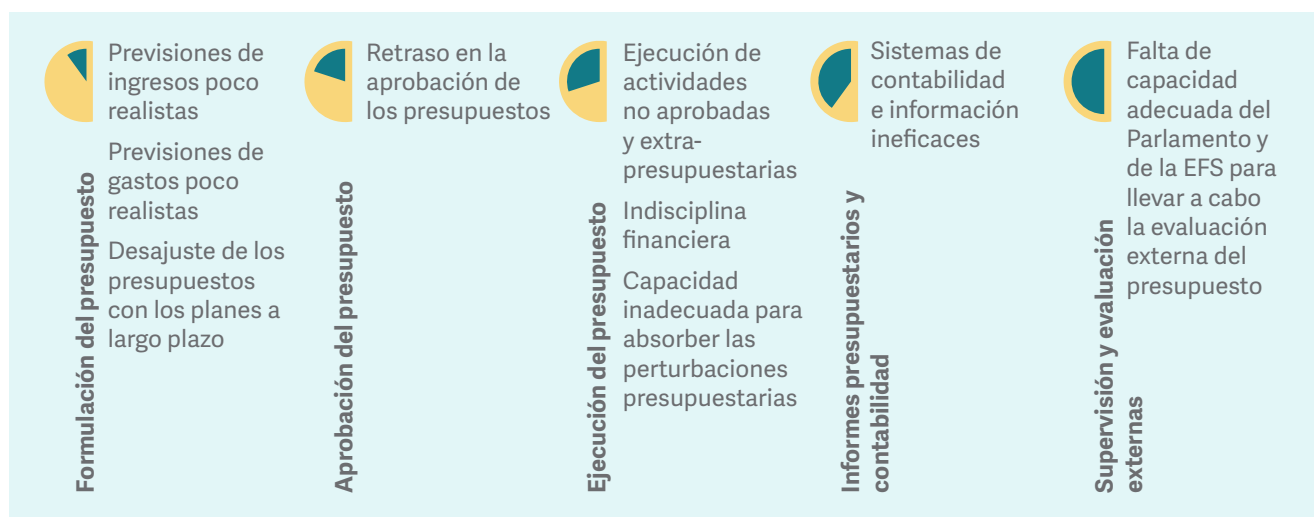 Formulación del presupuesto
Previsiones de
ingresos poco
realistas
Previsiones de
gastos poco
realistas
Desajuste de los
presupuestos
con los planes a
largo plazo
Aprobación del presupuesto
Retraso en la
aprobación de
los presupuestos
Ejecución del presupuesto
Ejecución de
actividades
no aprobadas
y extra-
presupuestarias
Indisciplina
financiera
Capacidad
inadecuada para
absorber las
perturbaciones
presupuestarias
Informes presupuestarios y
contabilidad
Sistemas de
contabilidad
e información
ineficaces
Supervisión y evaluación
externas
Falta de
capacidad
adecuada del
Parlamento y
de la EFS para
llevar a cabo
la evaluación
externa del
presupuesto